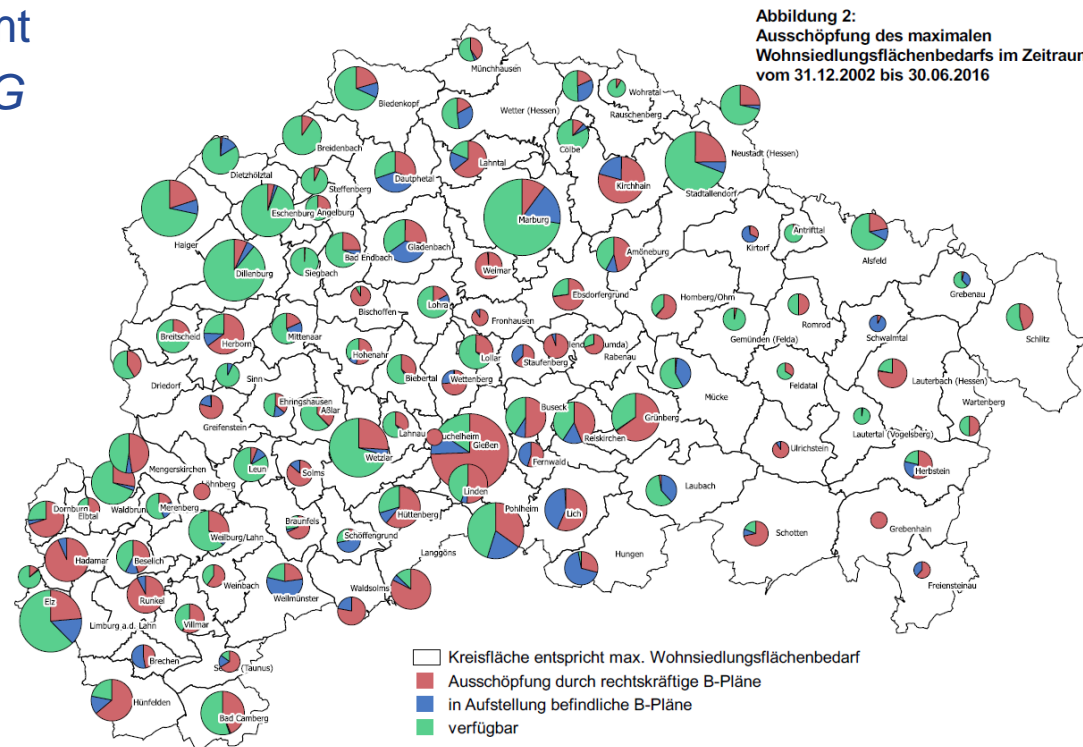 nt
G
Abbildung 2:
Ausschöpfung des maximalen
Wohnsiedlungsflächenbedarfs im Zeitraum
vom 31.12.2002 bis 30.06.2016
Münchhausen
Biedenkopf
Wetter (Hessen)
Wohratal
Rauschenberg
Breidenbach
Cölbe
Neustadt (Hessen)
Dietzhölztal
Lahntal
Dautphetal
Steffenberg
Kirchhain
Stadtallendorf
Eschenburg
Angelburg
Marburg
Haiger
Gladenbach
Antrifttal
Kirtorf
Alsfeld
Bad Endbach
Amöneburg
Dillenburg
Siegbach
Weimar
Grebenau
Bischoffen
Lohra
Ebsdorfergrund
Homberg/Ohm
Fronhausen
Romrod
Gemünden (Felda)
Schwalmtal
Schlitz
Breitscheid
Herborn
Mittenaar
Hohenahr
Lollar
Staufenberg
Rabenau
Driedorf
Sinn
Biebertal
Wettenberg
Feldatal
Lauterbach (Hessen)
Mücke
Wartenberg
Greifenstein
Ehringshausen
Aßlar
Lahnau
Buseck
Grünberg
Reiskirchen
Lautertal (Vogelsberg)
Wetzlar
Gießen
Fernwald
Ulrichstein
Mengerskirchen
Leun
Solms
Linden
Herbstein
Waldbrunn
Laubach
Dornburg
Elbtal
Merenberg
Hüttenberg
Pohlheim
Lich
Braunfels
Grebenhain
Weilburg/Lahn
Schöffengrund
Schotten
Hadamar
Beselich
Langgöns
Hungen
Freiensteinau
Weinbach
Weilmünster
Waldsolms
Elz
Runkel
Limburg a.d. Lahn
Villmar
Brechen
(Taunus)
Hünfelden
Bad Camberg
Kreisfläche entspricht max. Wohnsiedlungsflächenbedarf
Ausschöpfung durch rechtskräftige B-Pläne
in Aufstellung befindliche B-Pläne
verfügbar